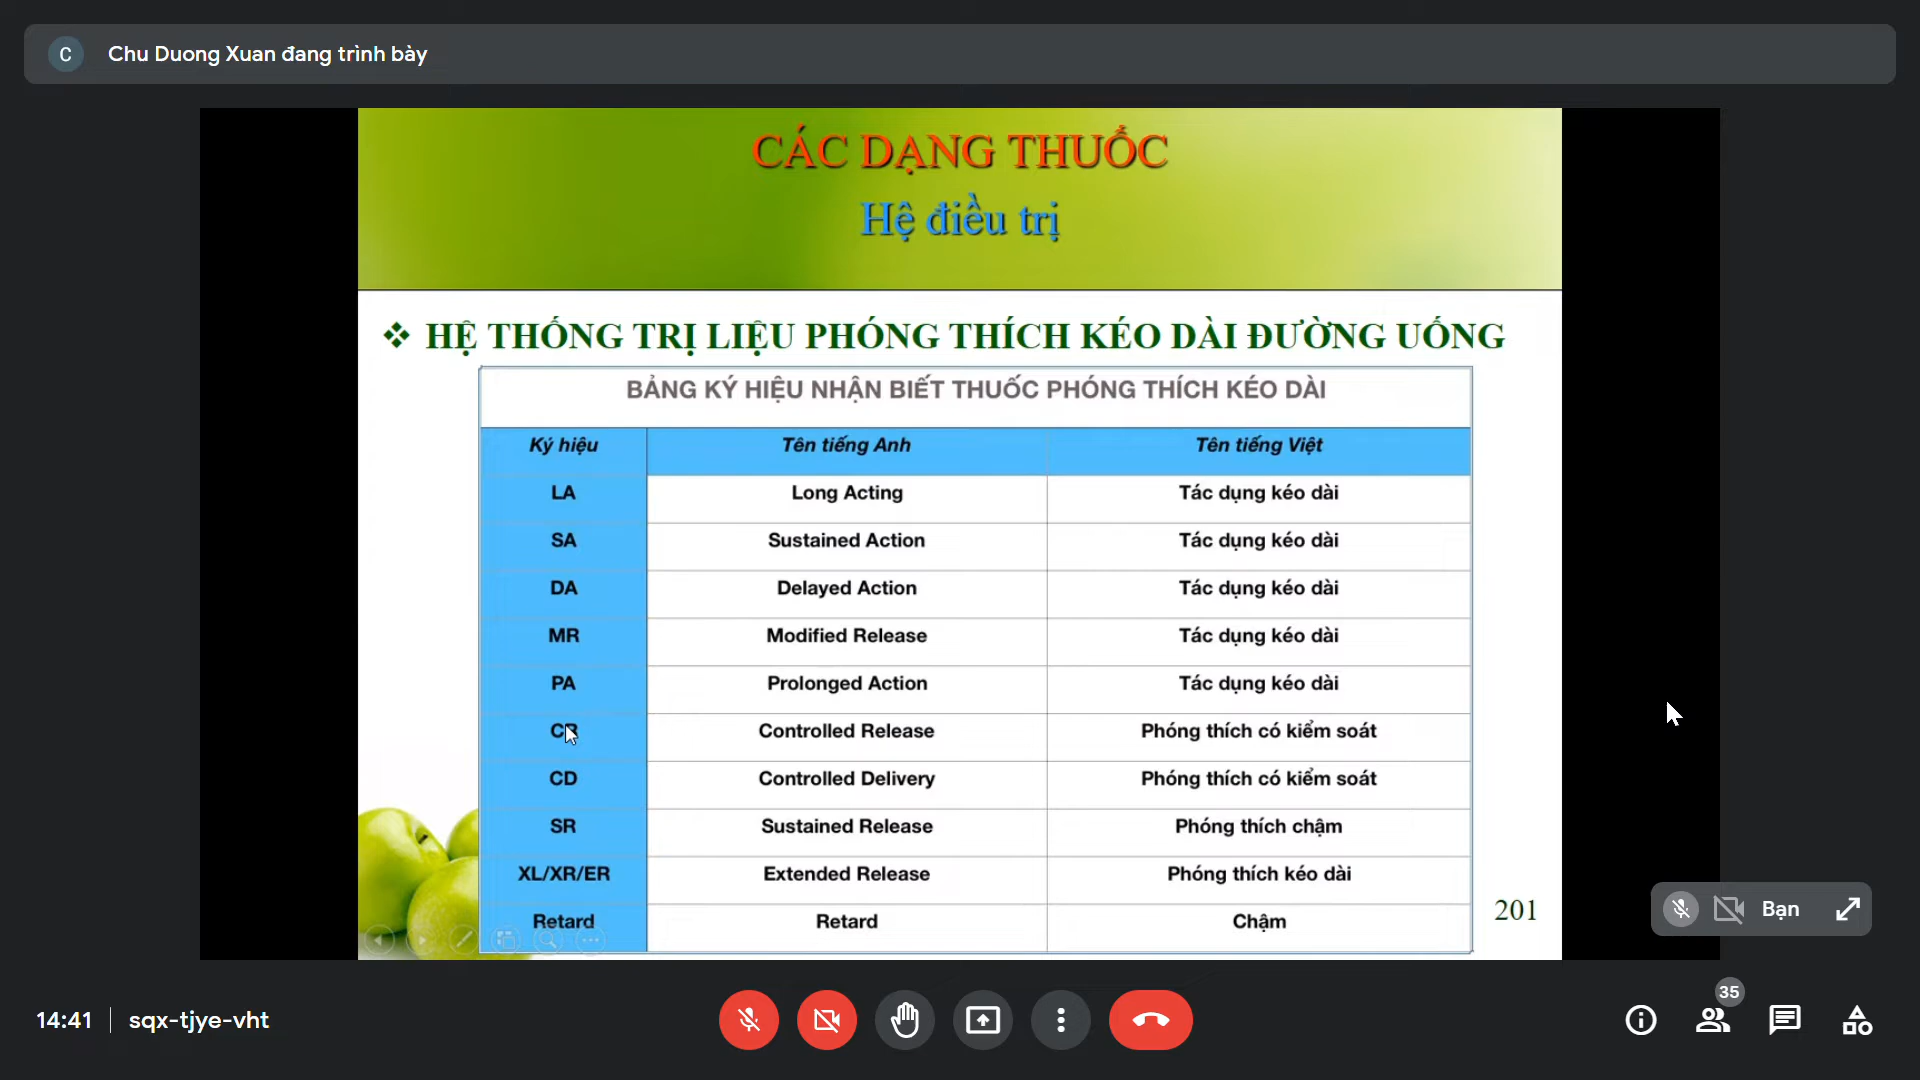 C Chu Duong Xuan đang trình bày
CÁC DẠNG THUỐC
Hệ điều trị
❖ HỆ THỐNG TRỊ LIỆU PHÓNG THÍCH KÉO DÀI ĐƯỜNG UỐNG
BẢNG KÝ HIỆU NHẬN BIẾT THUỐC PHÓNG THÍCH KÉO DÀI
Ký hiệu Tên tiếng Anh Tên tiếng Việt
LA Long Acting Tác dụng kéo dài
SA Sustained Action Tác dụng kéo dài
DA Delayed Action Tác dụng kéo dài
MR Modified Release Tác dụng kéo dài
PA Prolonged Action Tác dụng kéo dài
CR Controlled Release Phóng thích có kiểm soát
CD Controlled Delivery Phóng thích có kiểm soát
SR Sustained Release Phóng thích chậm
XL/XR/ER Extended Release Phóng thích kéo dài
Retard Retard Chậm
201
Bạn
35
14:41 sqx-tjye-vht